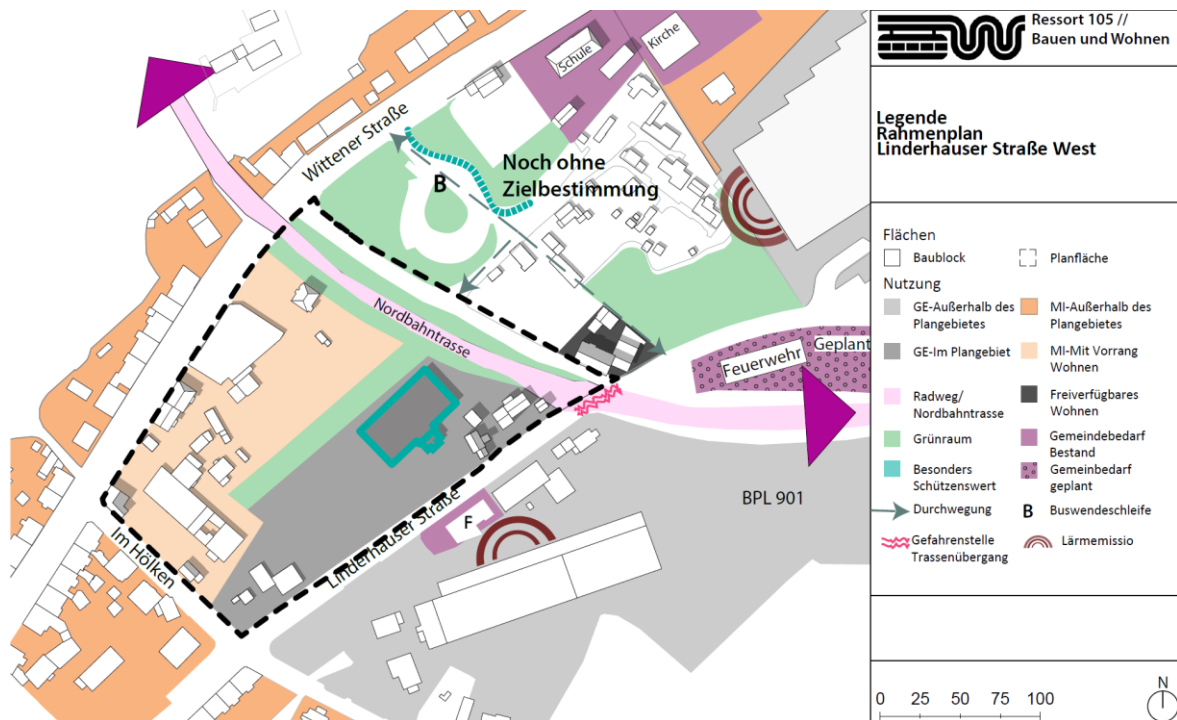 Ressort 105 //
Bauen und Wohnen
Legende
Rahmenplan
Linderhauser Straße West
Flächen
Baublock
Planfläche
Nutzung
GE-Außerhalb des
Plangebietes
MI-Außerhalb des
Plangebietes
GE-Im Plangebiet
MI-Mit Vorrang
Wohnen
Radweg/
Nordbahntrasse
Freiverfügbares
Wohnen
Grünraum
Gemeindebedarf
Bestand
Besonders
Schützenswert
Gemeinbedarf
geplant
Durchwegung
B
Buswendeschleife
Gefahrenstelle
Trassenübergang
Lärmemissio
0 25 50 75 100
N
Schule
Kirche
Wittener Straße
Noch ohne
Zielbestimmung
B
Nordbahntrasse
Feuerwehr
Geplant
BPL 901
F
Linderhauser Straße
Im Hölken